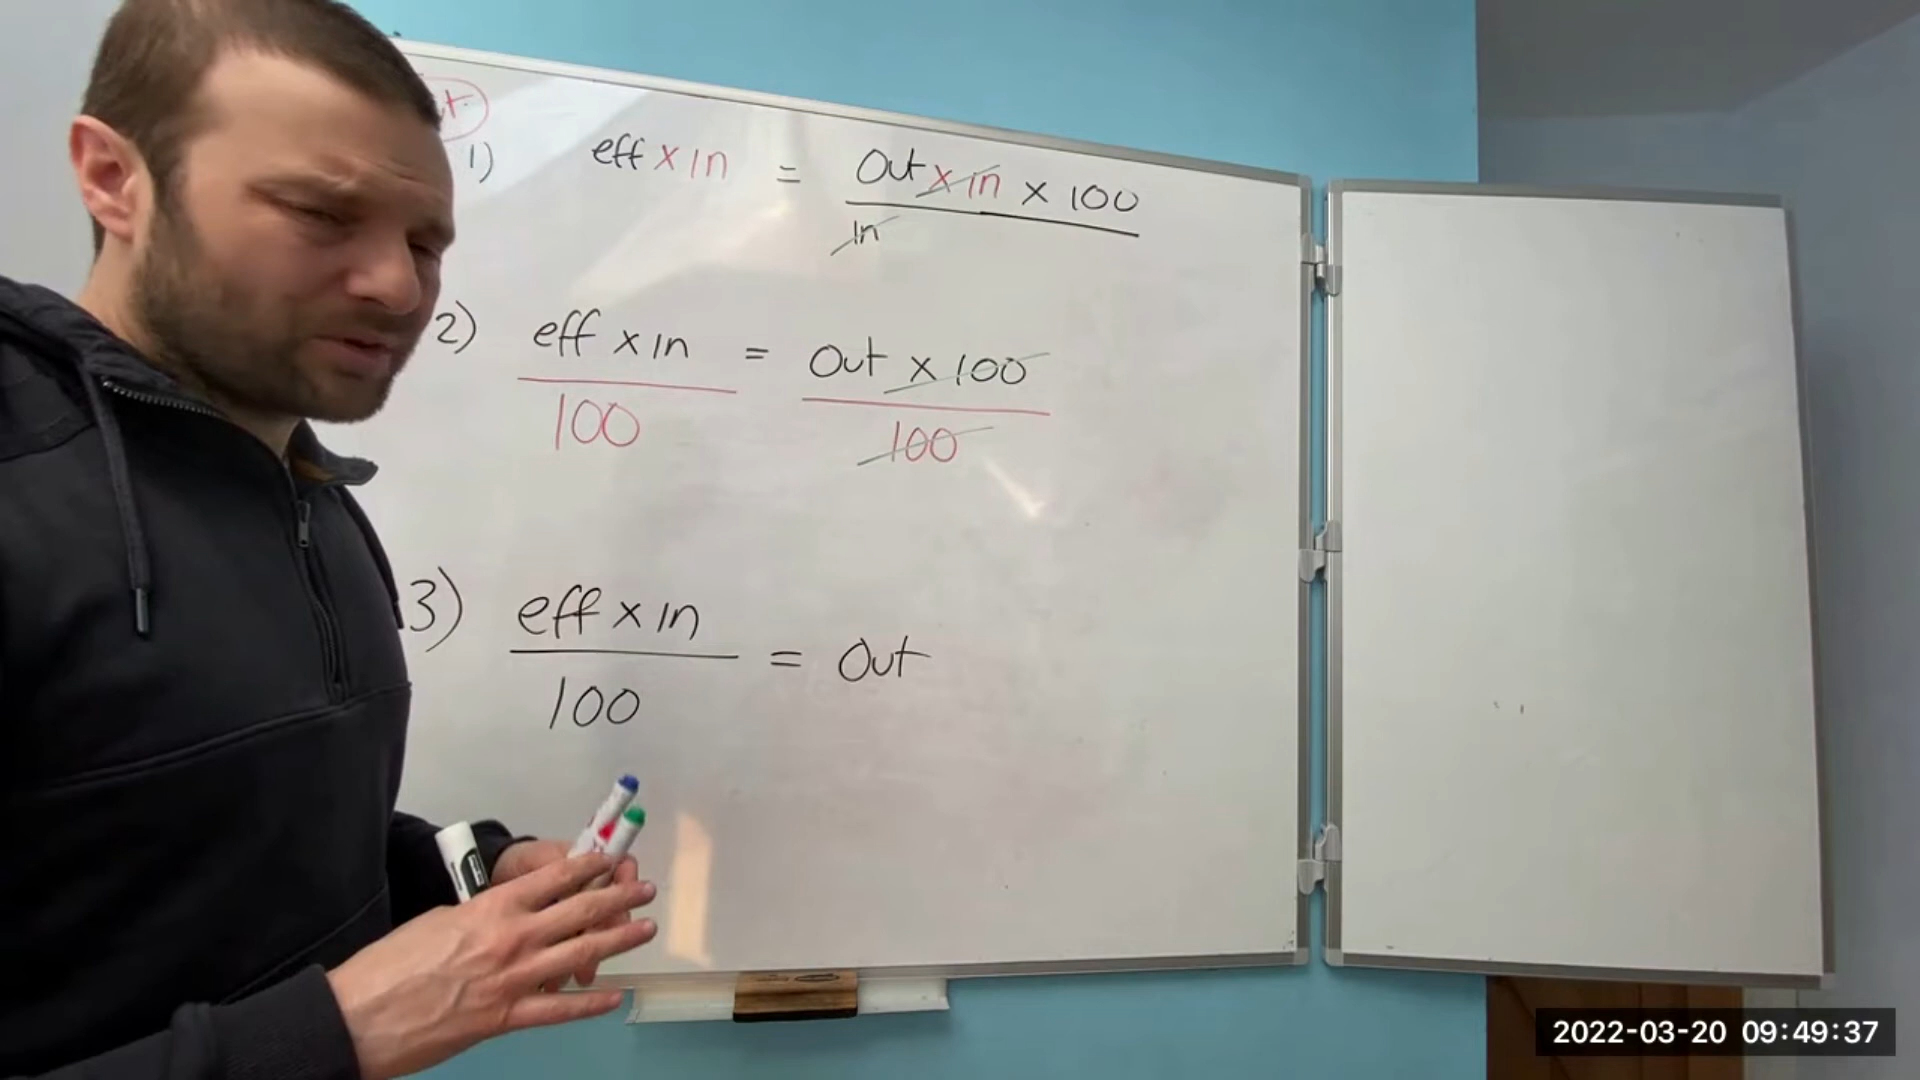 1) eff x in = Out x in x 100
in
2) eff x in = Out x 100
100 100
3) eff x in = Out
100
2022-03-20 09:49:37